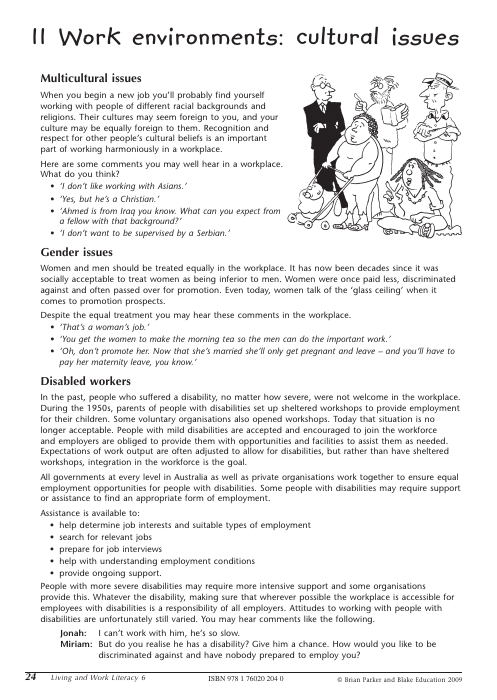 11 Work environments: cultural issues
Multicultural issues
When you begin a new job you'll probably find yourself
working with people of different racial backgrounds and
religions. Their cultures may seem foreign to you, and your
culture may be equally foreign to them. Recognition and
respect for other people's cultural beliefs is an important
part of working harmoniously in a workplace.
Here are some comments you may well hear in a workplace.
What do you think?
• 'I don't like working with Asians.'
• 'Yes, but he's a Christian.'
• 'Ahmed is from Iraq you know. What can you expect from
a fellow with that background?'
• 'I don't want to be supervised by a Serbian.'
Gender issues
Women and men should be treated equally in the workplace. It has now been decades since it was
socially acceptable to treat women as being inferior to men. Women were once paid less, discriminated
against and often passed over for promotion. Even today, women talk of the 'glass ceiling' when it
comes to promotion prospects.
Despite the equal treatment you may hear these comments in the workplace.
• 'That's a woman's job.'
• 'You get the women to make the morning tea so the men can do the important work.'
• 'Oh, don't promote her. Now that she's married she'll only get pregnant and leave – and you'll have to
pay her maternity leave, you know.'
Disabled workers
In the past, people who suffered a disability, no matter how severe, were not welcome in the workplace.
During the 1950s, parents of people with disabilities set up sheltered workshops to provide employment
for their children. Some voluntary organisations also opened workshops. Today that situation is no
longer acceptable. People with mild disabilities are accepted and encouraged to join the workforce
and employers are obliged to provide them with opportunities and facilities to assist them as needed.
Expectations of work output are often adjusted to allow for disabilities, but rather than have sheltered
workshops, integration in the workforce is the goal.
All governments at every level in Australia as well as private organisations work together to ensure equal
employment opportunities for people with disabilities. Some people with disabilities may require support
or assistance to find an appropriate form of employment.
Assistance is available to:
• help determine job interests and suitable types of employment
• search for relevant jobs
• prepare for job interviews
• help with understanding employment conditions
• provide ongoing support.
People with more severe disabilities may require more intensive support and some organisations
provide this. Whatever the disability, making sure that wherever possible the workplace is accessible for
employees with disabilities is a responsibility of all employers. Attitudes to working with people with
disabilities are unfortunately still varied. You may hear comments like the following.
Jonah: I can't work with him, he's so slow.
Miriam: But do you realise he has a disability? Give him a chance. How would you like to be
discriminated against and have nobody prepared to employ you?
24 Living and Work Literacy 6 ISBN 978 1 76020 204 0 © Brian Parker and Blake Education 2009